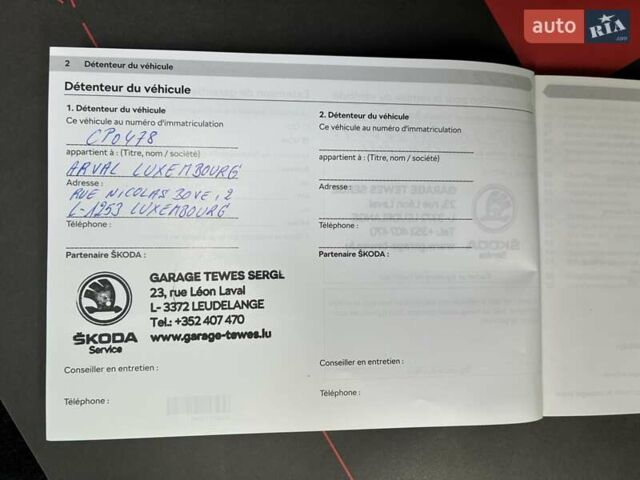 auto RIA .com
2 Détenteur du véhicule
Détenteur du véhicule
1. Détenteur du véhicule
Ce véhicule au numéro d'immatriculation
CP0478
appartient à : (Titre, nom / société)
ARVAL LUXEMBOURG
Adresse :
RUE NICOLAS BOVE, 2
L-1253 LUXEMBOURG
Téléphone :
Partenaire ŠKODA :
ŠKODA
Service
GARAGE TEWES SERGE
23, rue Léon Laval
L-3372 LEUDELANGE
Tel.: +352 407 470
www.garage-tewes.lu
Conseiller en entretien :
Téléphone :
2. Détenteur du véhicule
Ce véhicule au numéro d'immatriculation
appartient à : (Titre, nom / société)
Adresse :
Téléphone :
Partenaire ŠKODA :
Conseiller en entretien :
Téléphone :